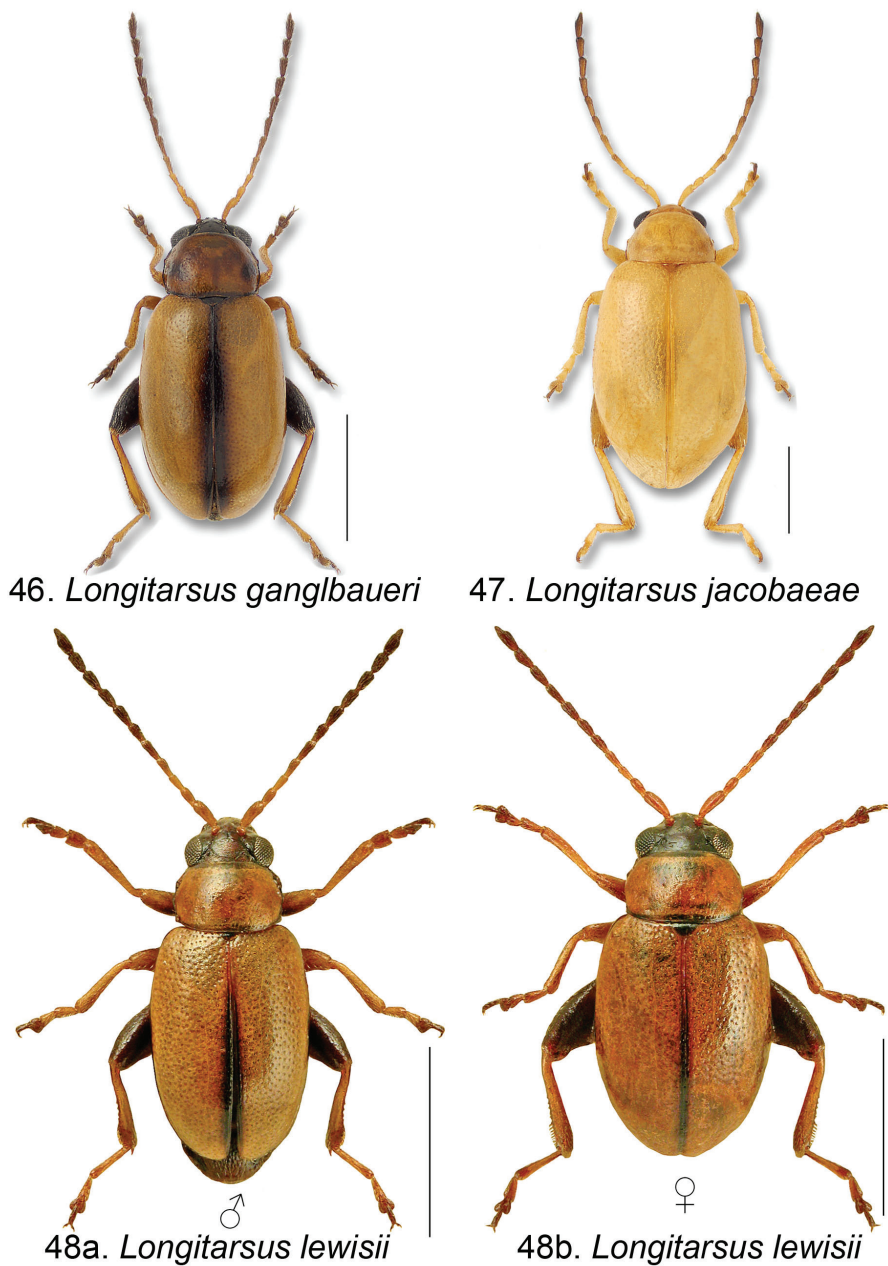 46. Longitarsus ganglbaueri
47. Longitarsus jacobaeae
♂
♀
48a. Longitarsus lewisii
48b. Longitarsus lewisii